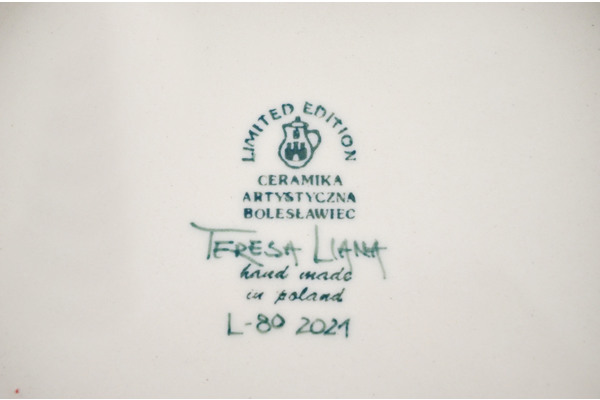 LIMITED EDITION
CERAMIKA
ARTYSTYCZNA
BOLESŁAWIEC
TERESA LIANA
hand made
in poland
L-80 2021